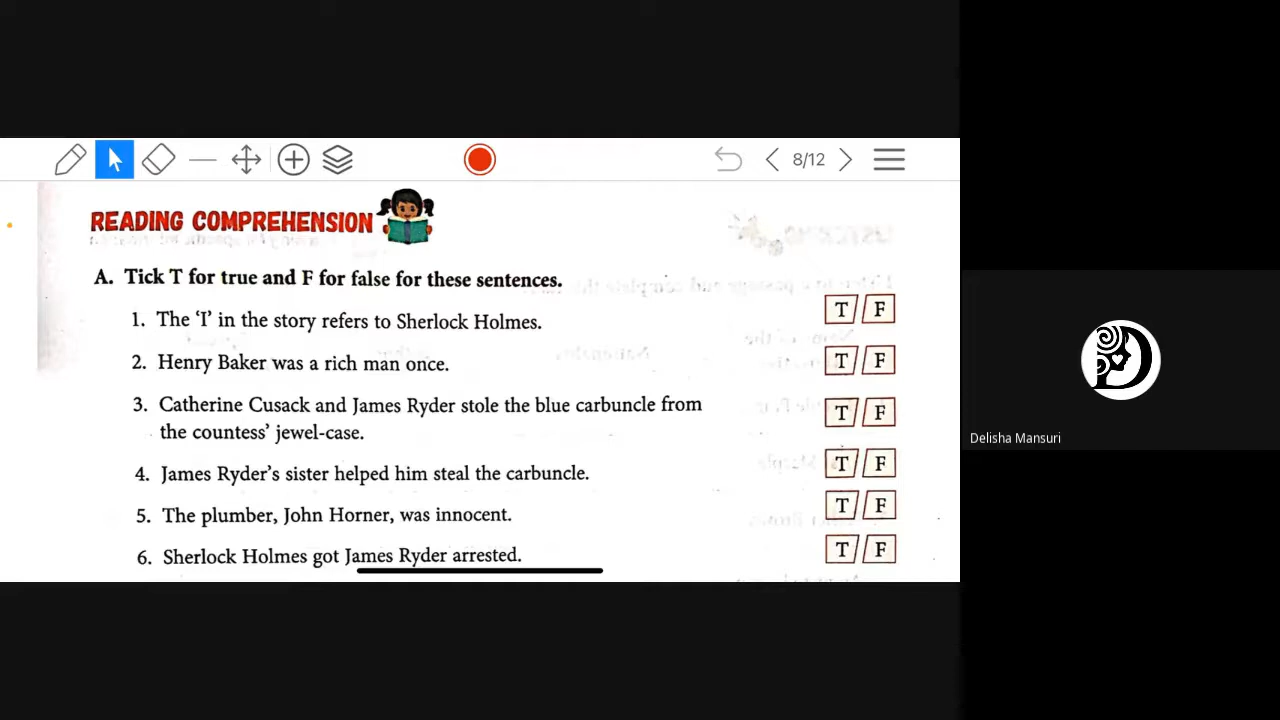 8/12
READING COMPREHENSION
A. Tick T for true and F for false for these sentences.
1. The ‘I’ in the story refers to Sherlock Holmes. T F
2. Henry Baker was a rich man once. T F
3. Catherine Cusack and James Ryder stole the blue carbuncle from
the countess’ jewel-case. T F
4. James Ryder’s sister helped him steal the carbuncle. T F
5. The plumber, John Horner, was innocent. T F
6. Sherlock Holmes got James Ryder arrested. T F
Delisha Mansuri